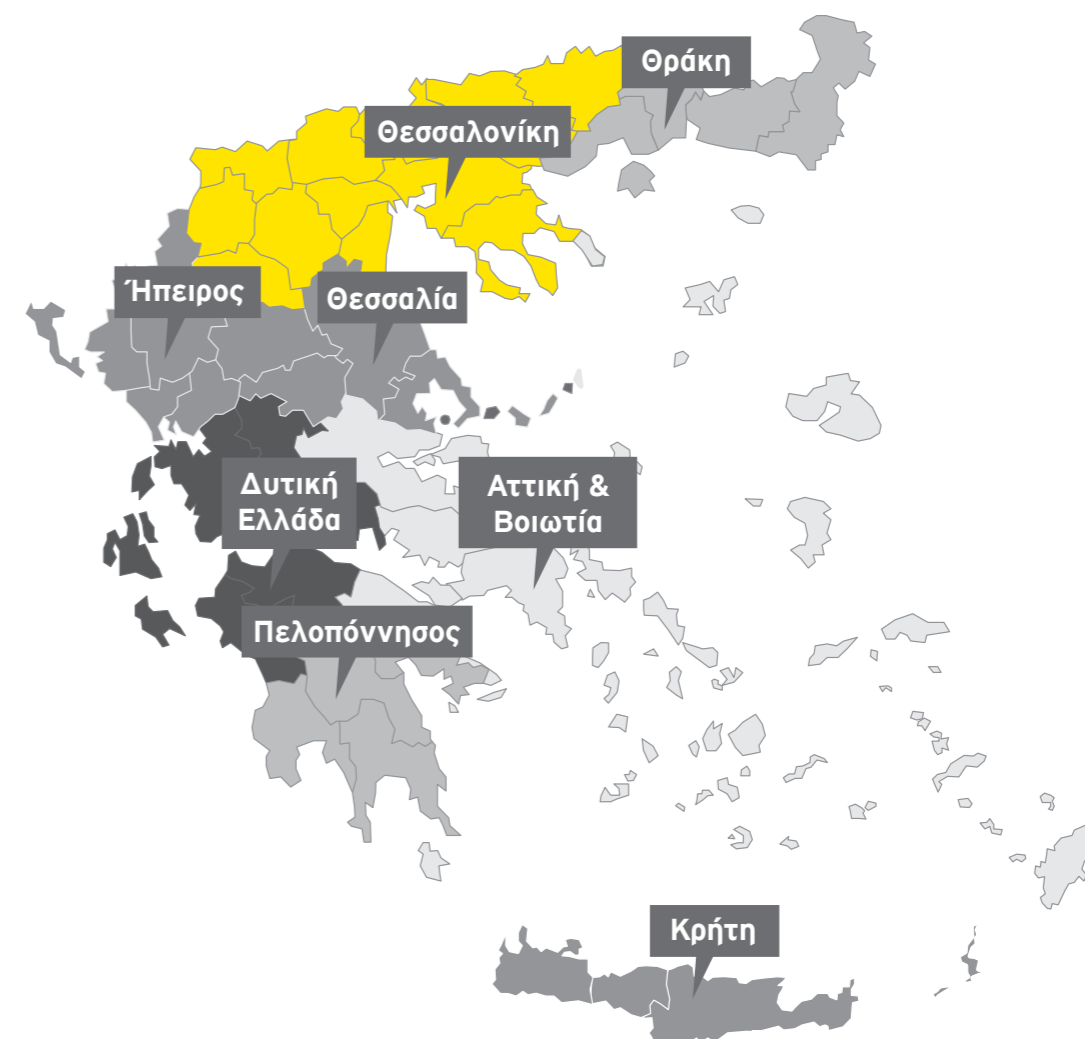 Θράκη
Θεσσαλονίκη
Ήπειρος
Θεσσαλία
Δυτική
Ελλάδα
Αττική &
Βοιωτία
Πελοπόννησος
Κρήτη